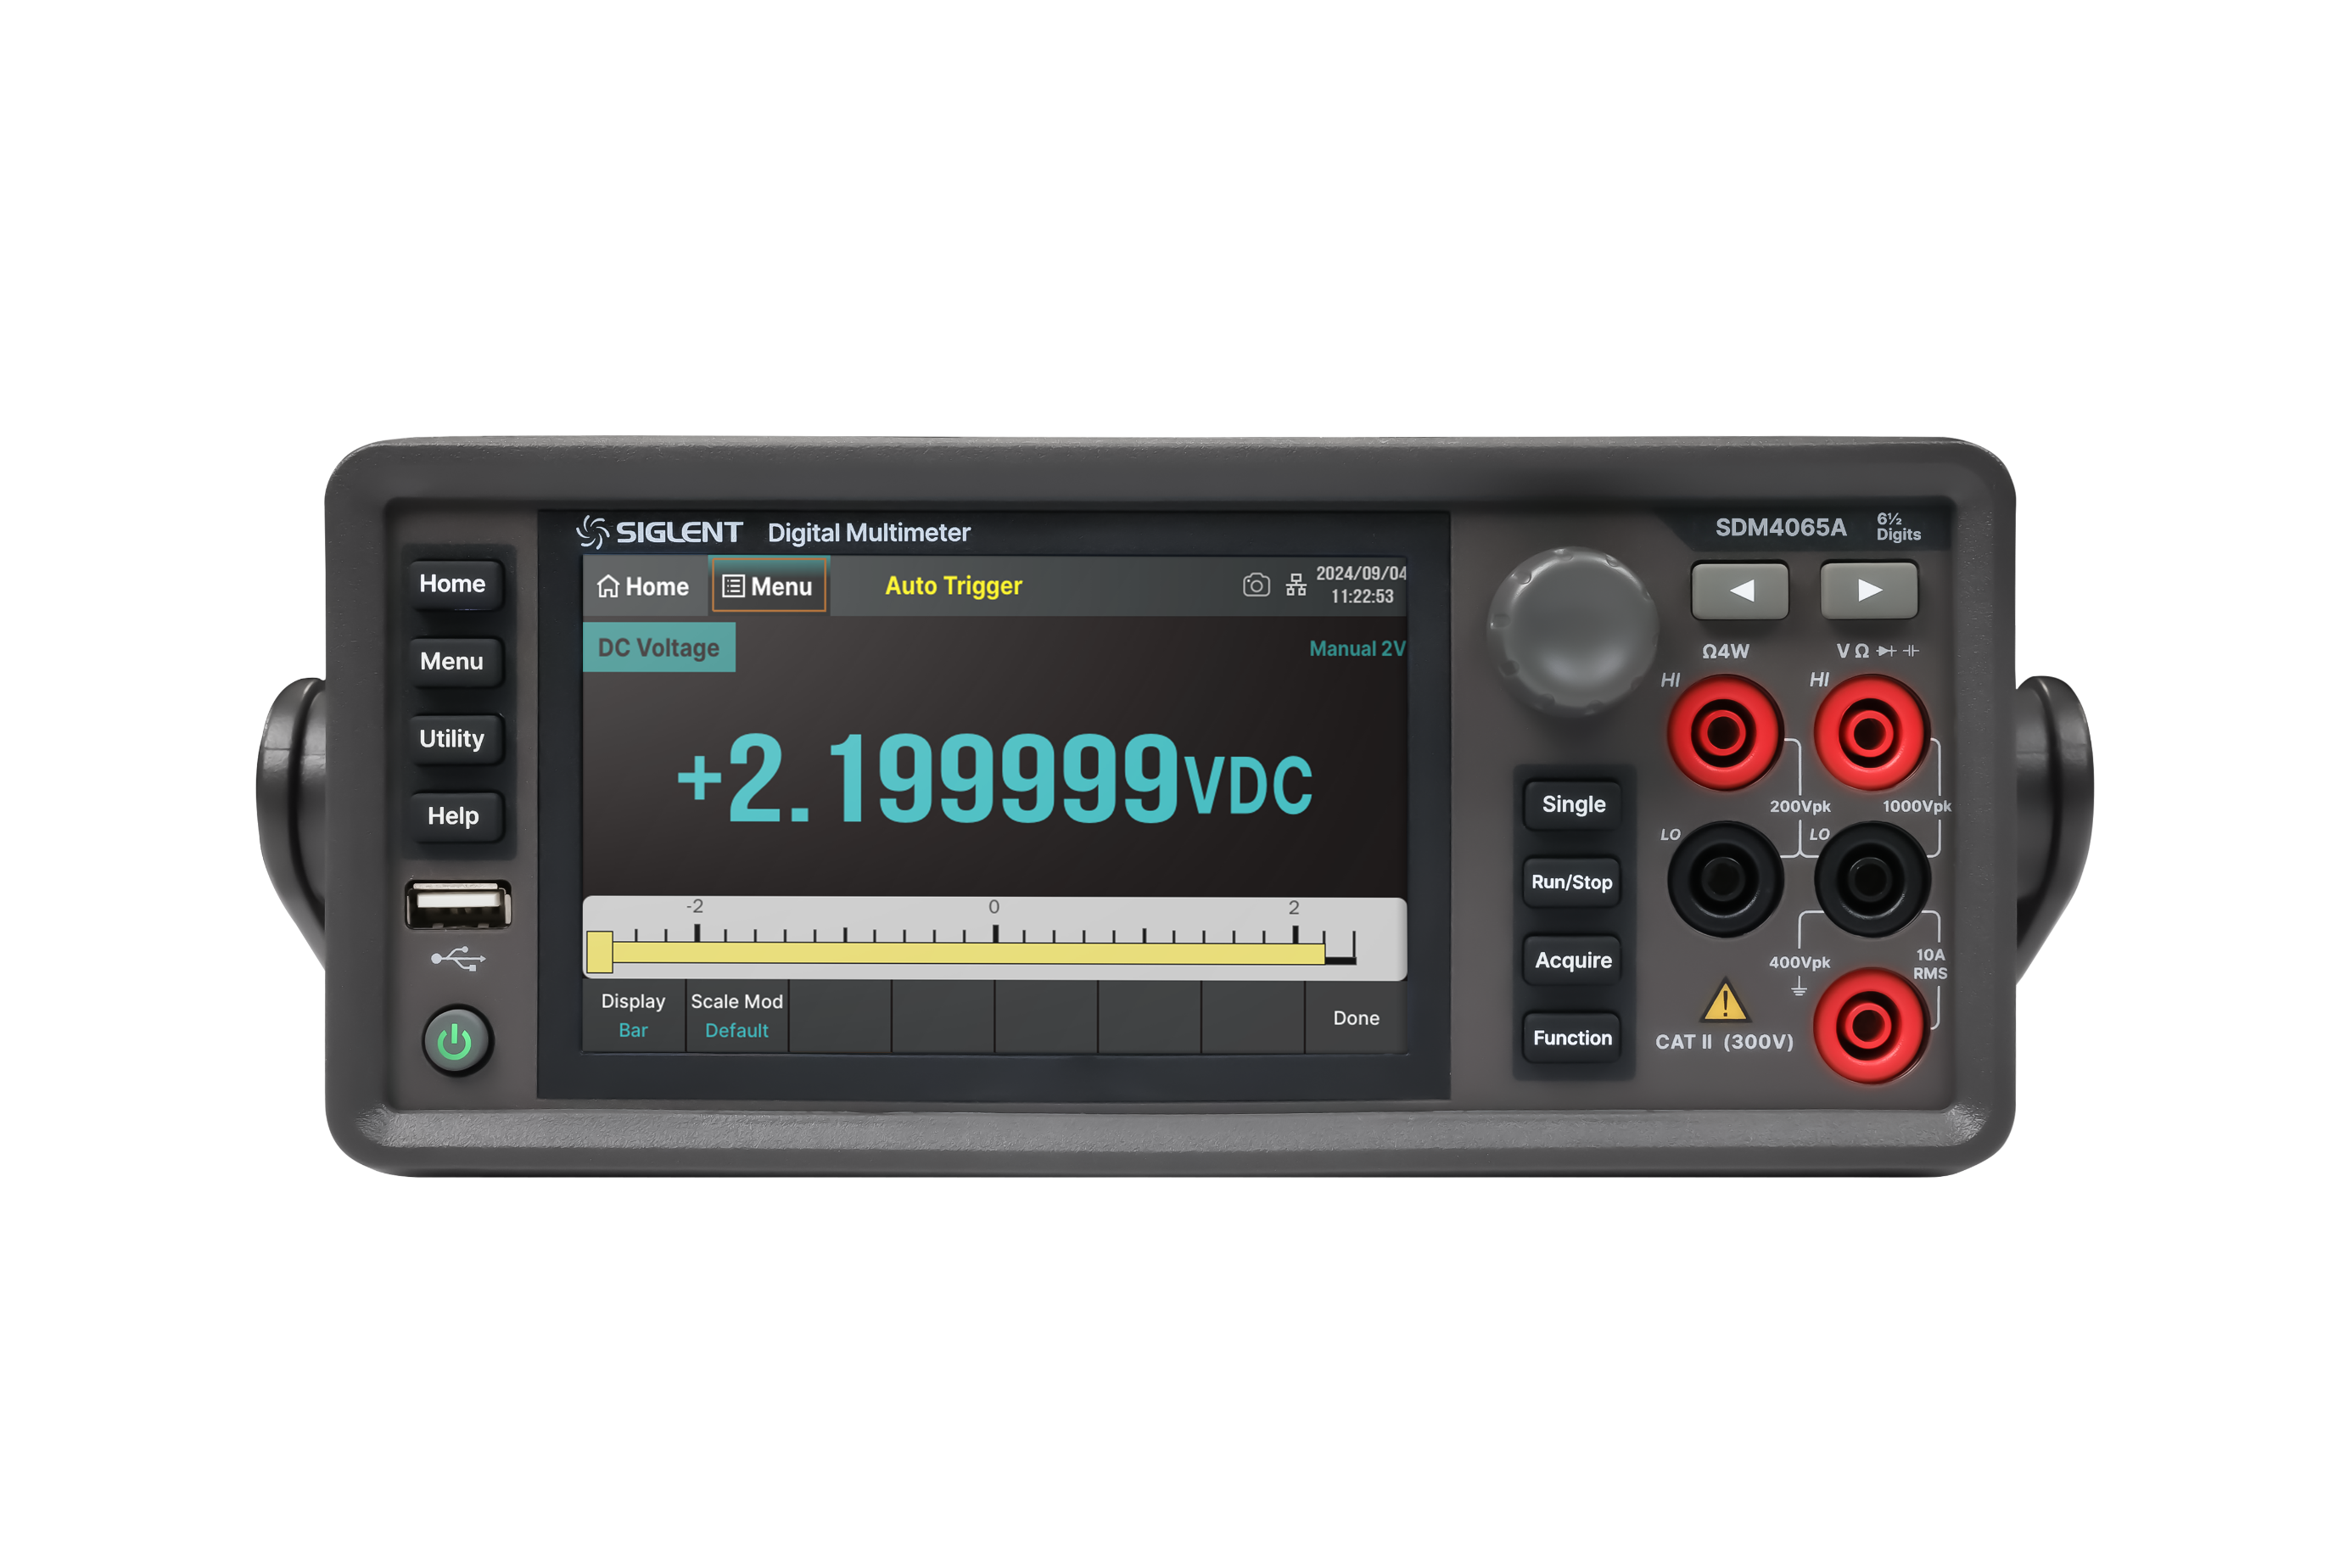 SIGLENT Digital Multimeter
SDM4065A 6½ Digits
Home
Menu
Utility
Help
Home Menu Auto Trigger 2024/09/04 11:22:53
DC Voltage Manual 2V
+2.199999VDC
-2 0 2
Display Scale Mod Done
Bar Default
Single
Run/Stop
Acquire
Function
Ω4W VΩ
HI HI
200Vpk 1000Vpk
LO LO
400Vpk 10A
RMS
! CAT II (300V)